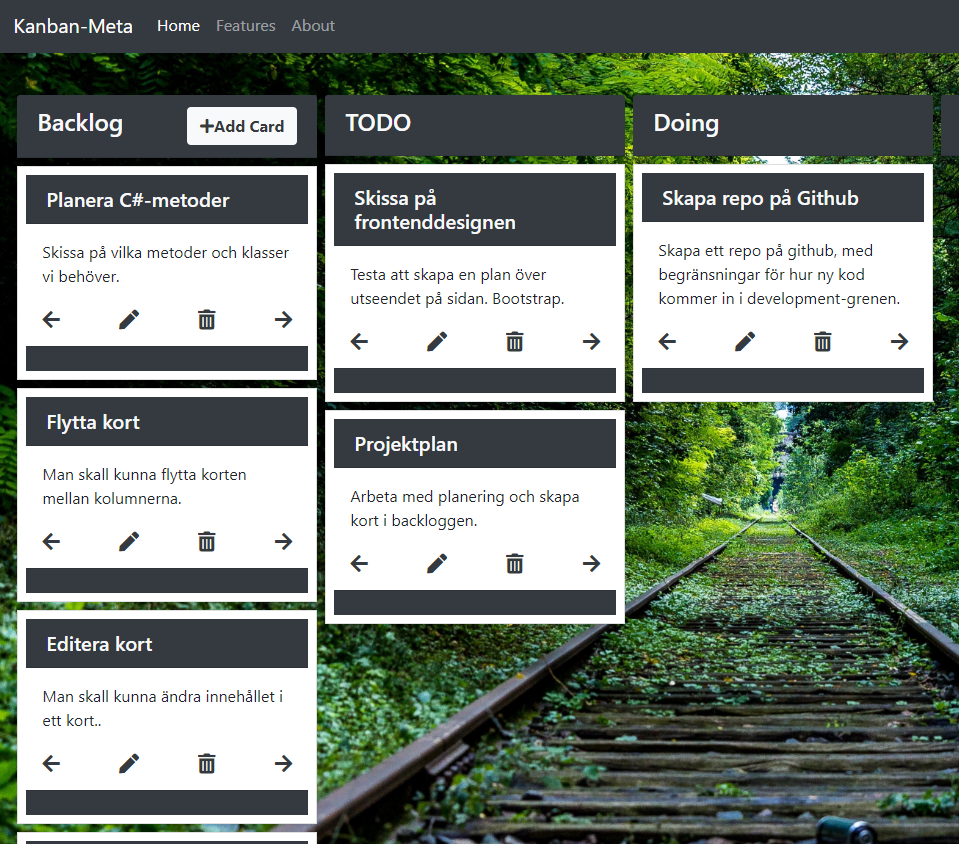 Kanban-Meta Home Features About
Backlog
+Add Card
Planera C#-metoder
Skissa på vilka metoder och klasser
vi behöver.
Flytta kort
Man skall kunna flytta korten
mellan kolumnerna.
Editera kort
Man skall kunna ändra innehållet i
ett kort..
TODO
Skissa på
frontenddesignen
Testa att skapa en plan över
utseendet på sidan. Bootstrap.
Projektplan
Arbeta med planering och skapa
kort i backloggen.
Doing
Skapa repo på Github
Skapa ett repo på github, med
begränsningar för hur ny kod
kommer in i development-grenen.